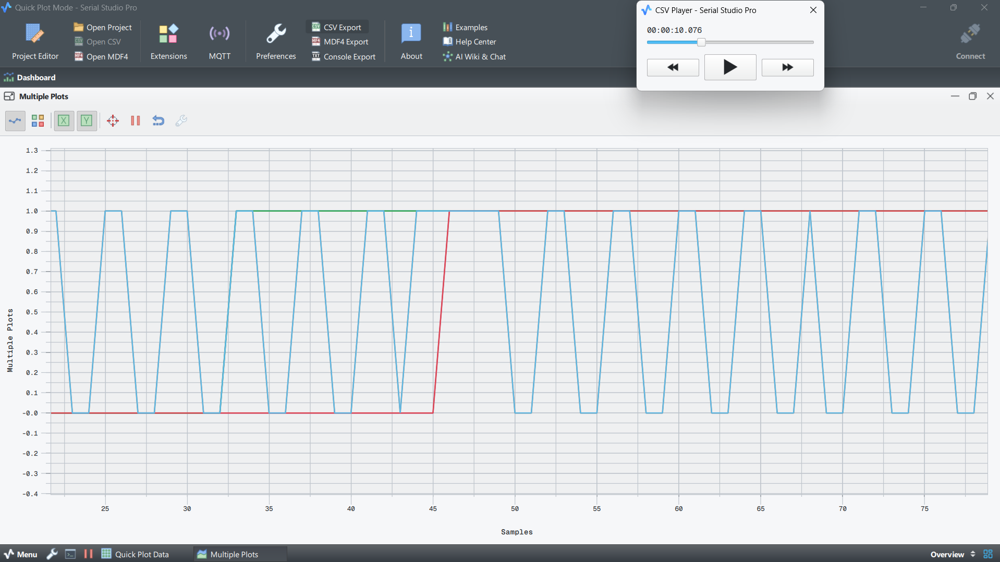 Quick Plot Mode - Serial Studio Pro
Project Editor
Open Project
Open CSV
Open MDF4
Extensions
MQTT
Preferences
CSV Export
MDF4 Export
Console Export
About
Examples
Help Center
AI Wiki & Chat
CSV Player - Serial Studio Pro
00:00:10.076
Connect
Dashboard
Multiple Plots
X
Y
Multiple Plots
1.3
1.2
1.1
1.0
0.9
0.8
0.7
0.6
0.5
0.4
0.3
0.2
0.1
-0.0
-0.1
-0.2
-0.3
-0.4
25 30 35 40 45 50 55 60 65 70 75
Samples
Menu
Quick Plot Data
Multiple Plots
Overview